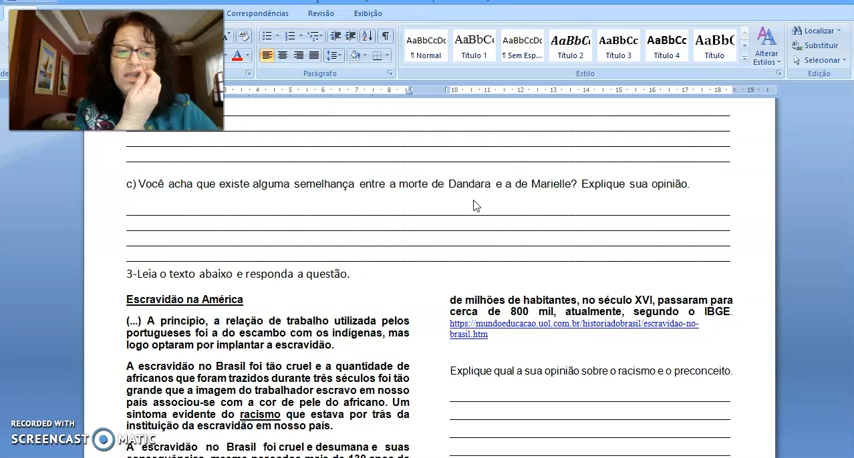 Correspondências Revisão Exibição
AaBbCcDc AaBbC AaBbCcDc AaBbC AaBbCc AaBbCc AaBbC
¶ Normal Título 1 ¶ Sem Esp... Título 2 Título 3 Título 4 Título
Alterar
Estilos
Localizar
Substituir
Selecionar
Parágrafo Estilo Edição
c) Você acha que existe alguma semelhança entre a morte de Dandara e a de Marielle? Explique sua opinião.
3-Leia o texto abaixo e responda a questão.
Escravidão na América
(...) A principio, a relação de trabalho utilizada pelos
portugueses foi a do escambo com os indígenas, mas
logo optaram por implantar a escravidão.
A escravidão no Brasil foi tão cruel e a quantidade de
africanos que foram trazidos durante três séculos foi tão
grande que a imagem do trabalhador escravo em nosso
país associou-se com a cor de pele do africano. Um
sintoma evidente do racismo que estava por trás da
instituição da escravidão em nosso país.
A escravidão no Brasil foi cruel e desumana e suas
de milhões de habitantes, no século XVI, passaram para
cerca de 800 mil, atualmente, segundo o IBGE.
https://mundoeducacao.uol.com.br/historiadobrasil/escravidao-no-
brasil.htm
Explique qual a sua opinião sobre o racismo e o preconceito.
RECORDED WITH
SCREENCAST MATIC